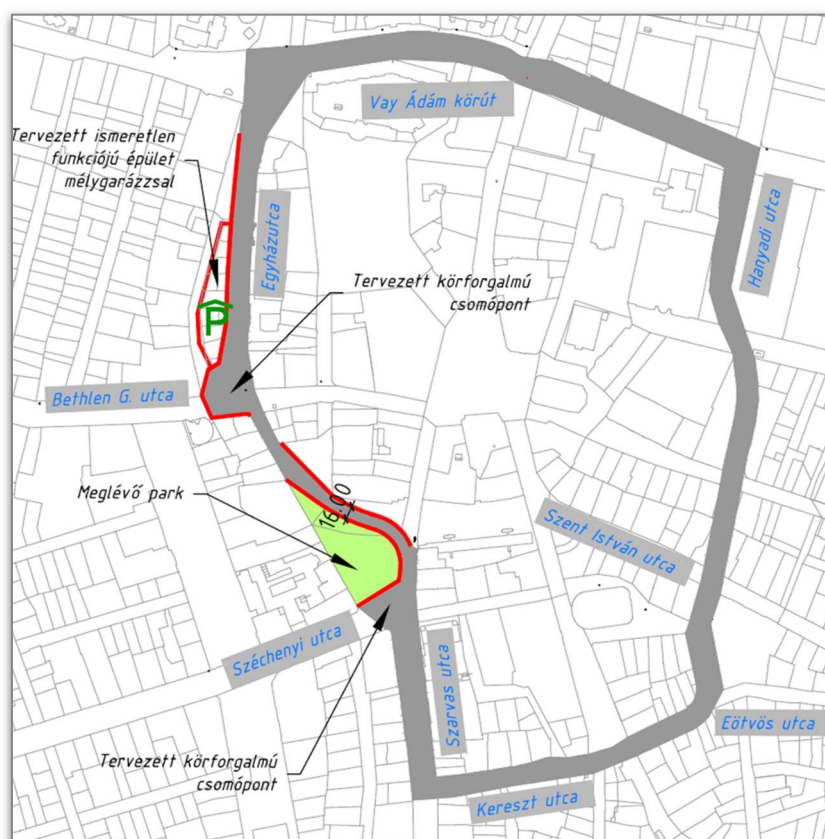 Vay Ádám körút
Tervezett ismeretlen
funkciójú épület
mélygarázzsal
Egyházutca
Hanyadi utca
Tervezett körforgalmú
csomópont
P
Bethlen G. utca
Meglévő park
16.00
Szent István utca
Széchenyi utca
Szarvas utca
Eötvös utca
Tervezett körforgalmú
csomópont
Kereszt utca